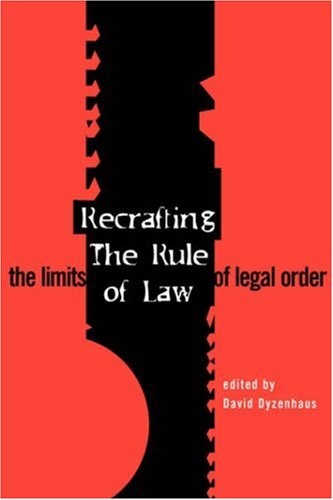 Recrafting
The Rule
the limits of legal order
of Law
edited by
David Dyzenhaus